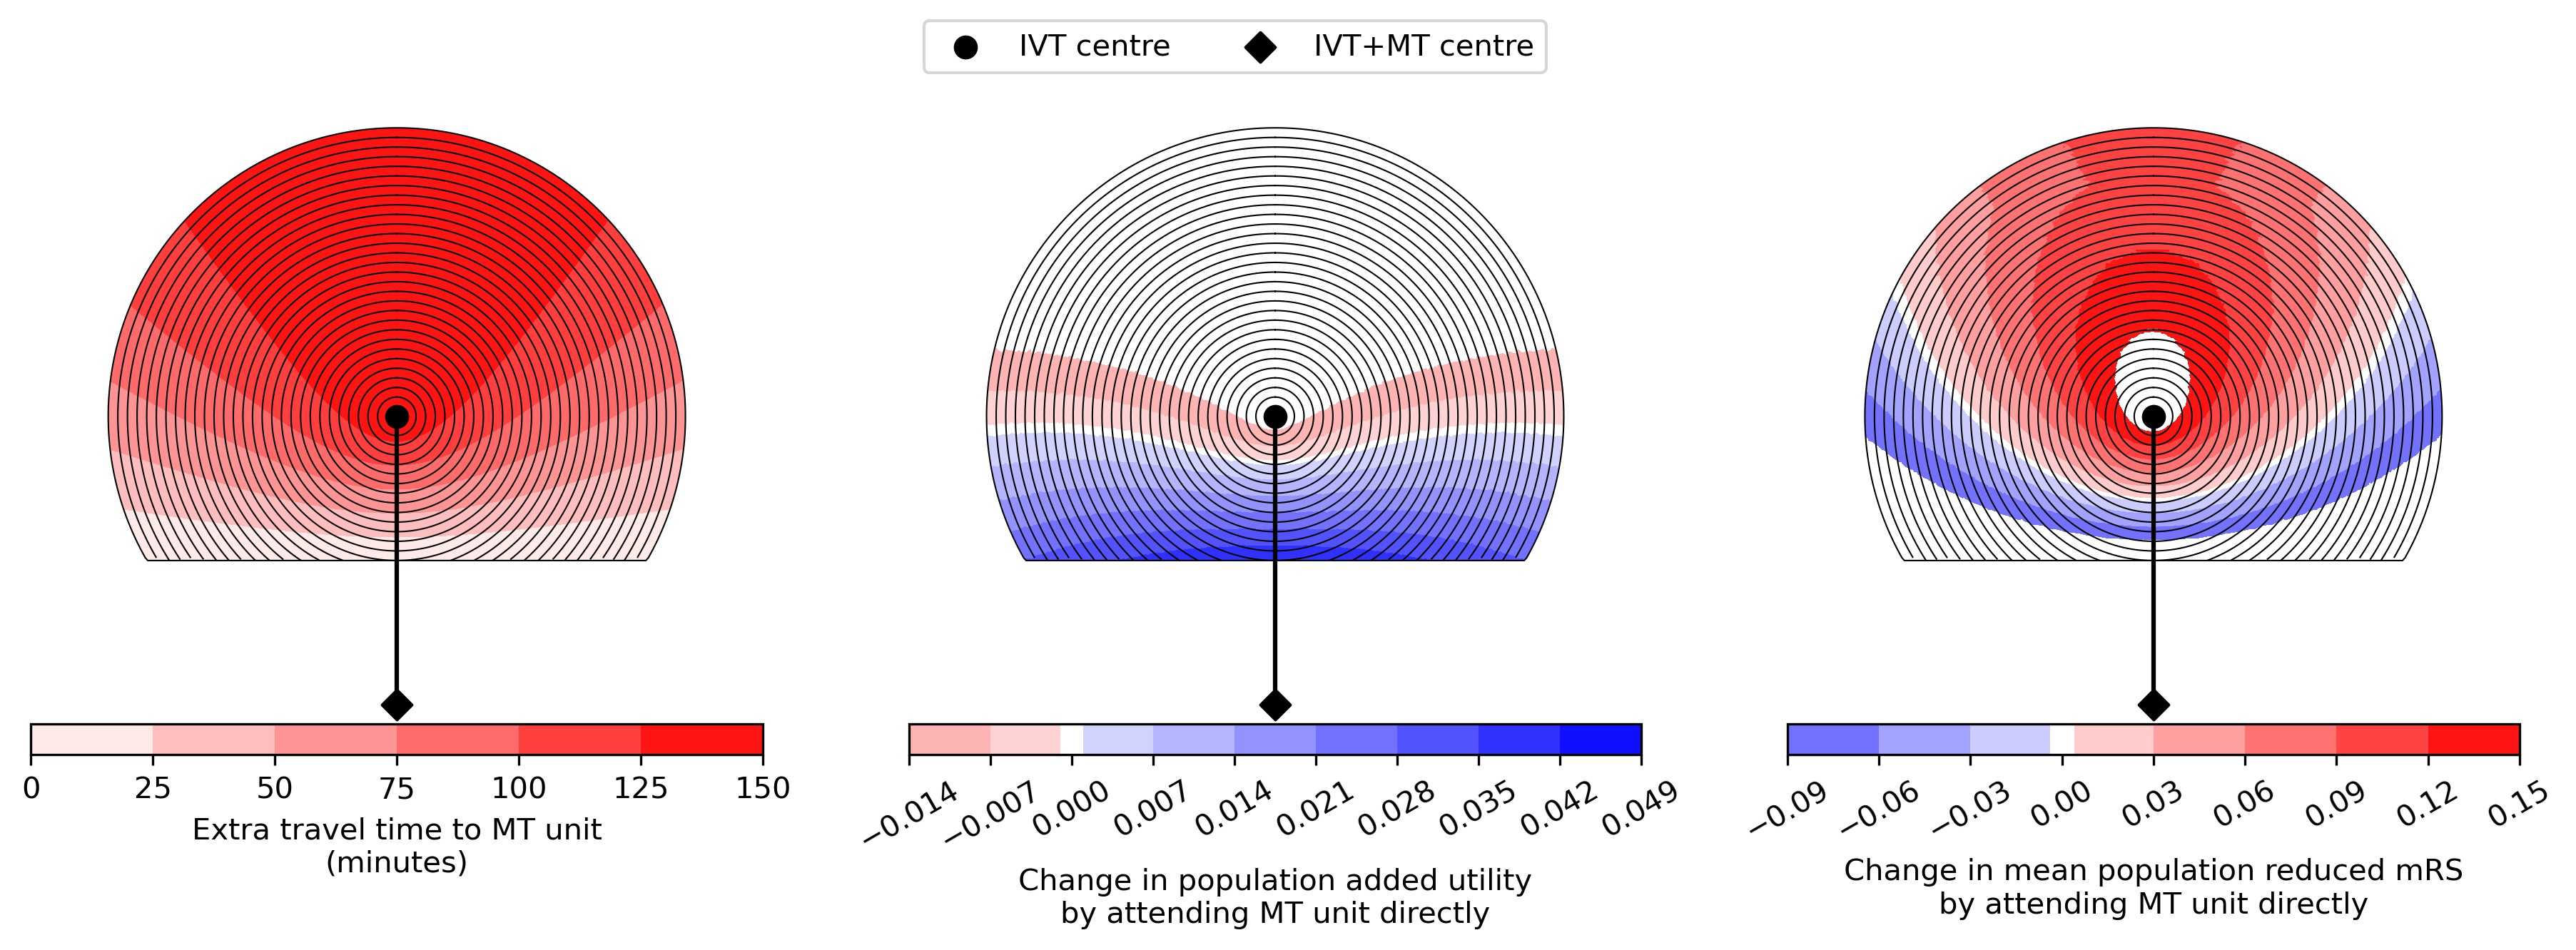 IVT centre IVT+MT centre
0 25 50 75 100 125 150
Extra travel time to MT unit
(minutes)
−0.014 −0.007 0.000 0.007 0.014 0.021 0.028 0.035 0.042 0.049
Change in population added utility
by attending MT unit directly
−0.09 −0.06 −0.03 0.00 0.03 0.06 0.09 0.12 0.15
Change in mean population reduced mRS
by attending MT unit directly